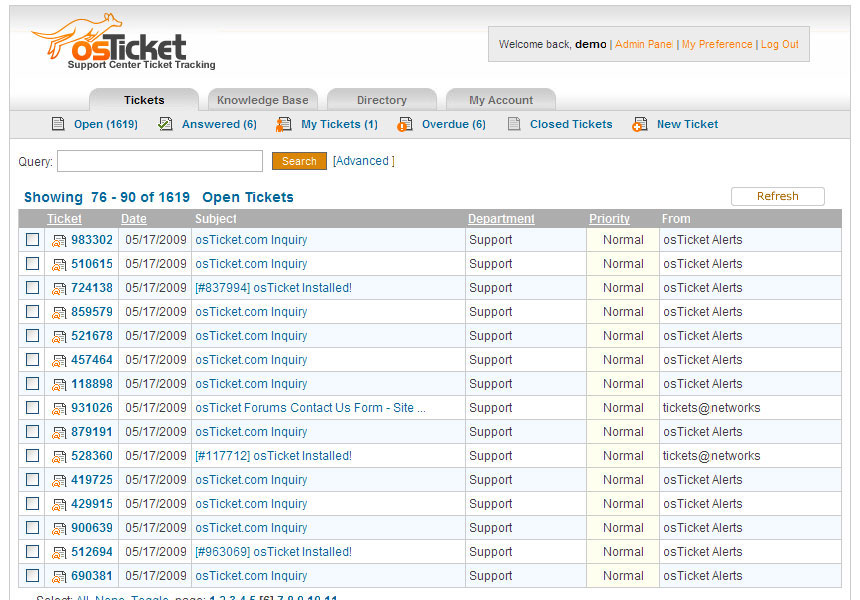 osTicket
Support Center Ticket Tracking
Welcome back, demo | Admin Panel | My Preference | Log Out
Tickets Knowledge Base Directory My Account
Open (1619) Answered (6) My Tickets (1) Overdue (6) Closed Tickets New Ticket
Query: Search [Advanced ]
Showing 76 - 90 of 1619 Open Tickets Refresh
Ticket Date Subject Department Priority From
983302 05/17/2009 osTicket.com Inquiry Support Normal osTicket Alerts
510615 05/17/2009 osTicket.com Inquiry Support Normal osTicket Alerts
724138 05/17/2009 [#837994] osTicket Installed! Support Normal osTicket Alerts
859579 05/17/2009 osTicket.com Inquiry Support Normal osTicket Alerts
521678 05/17/2009 osTicket.com Inquiry Support Normal osTicket Alerts
457464 05/17/2009 osTicket.com Inquiry Support Normal osTicket Alerts
118898 05/17/2009 osTicket.com Inquiry Support Normal osTicket Alerts
931026 05/17/2009 osTicket Forums Contact Us Form - Site ... Support Normal tickets@networks
879191 05/17/2009 osTicket.com Inquiry Support Normal osTicket Alerts
528360 05/17/2009 [#117712] osTicket Installed! Support Normal tickets@networks
419725 05/17/2009 osTicket.com Inquiry Support Normal osTicket Alerts
429915 05/17/2009 osTicket.com Inquiry Support Normal osTicket Alerts
900639 05/17/2009 osTicket.com Inquiry Support Normal osTicket Alerts
512694 05/17/2009 [#963069] osTicket Installed! Support Normal osTicket Alerts
690381 05/17/2009 osTicket.com Inquiry Support Normal osTicket Alerts
Select: All None Toggle page: 1 2 3 4 5 [6] 7 8 9 10 11